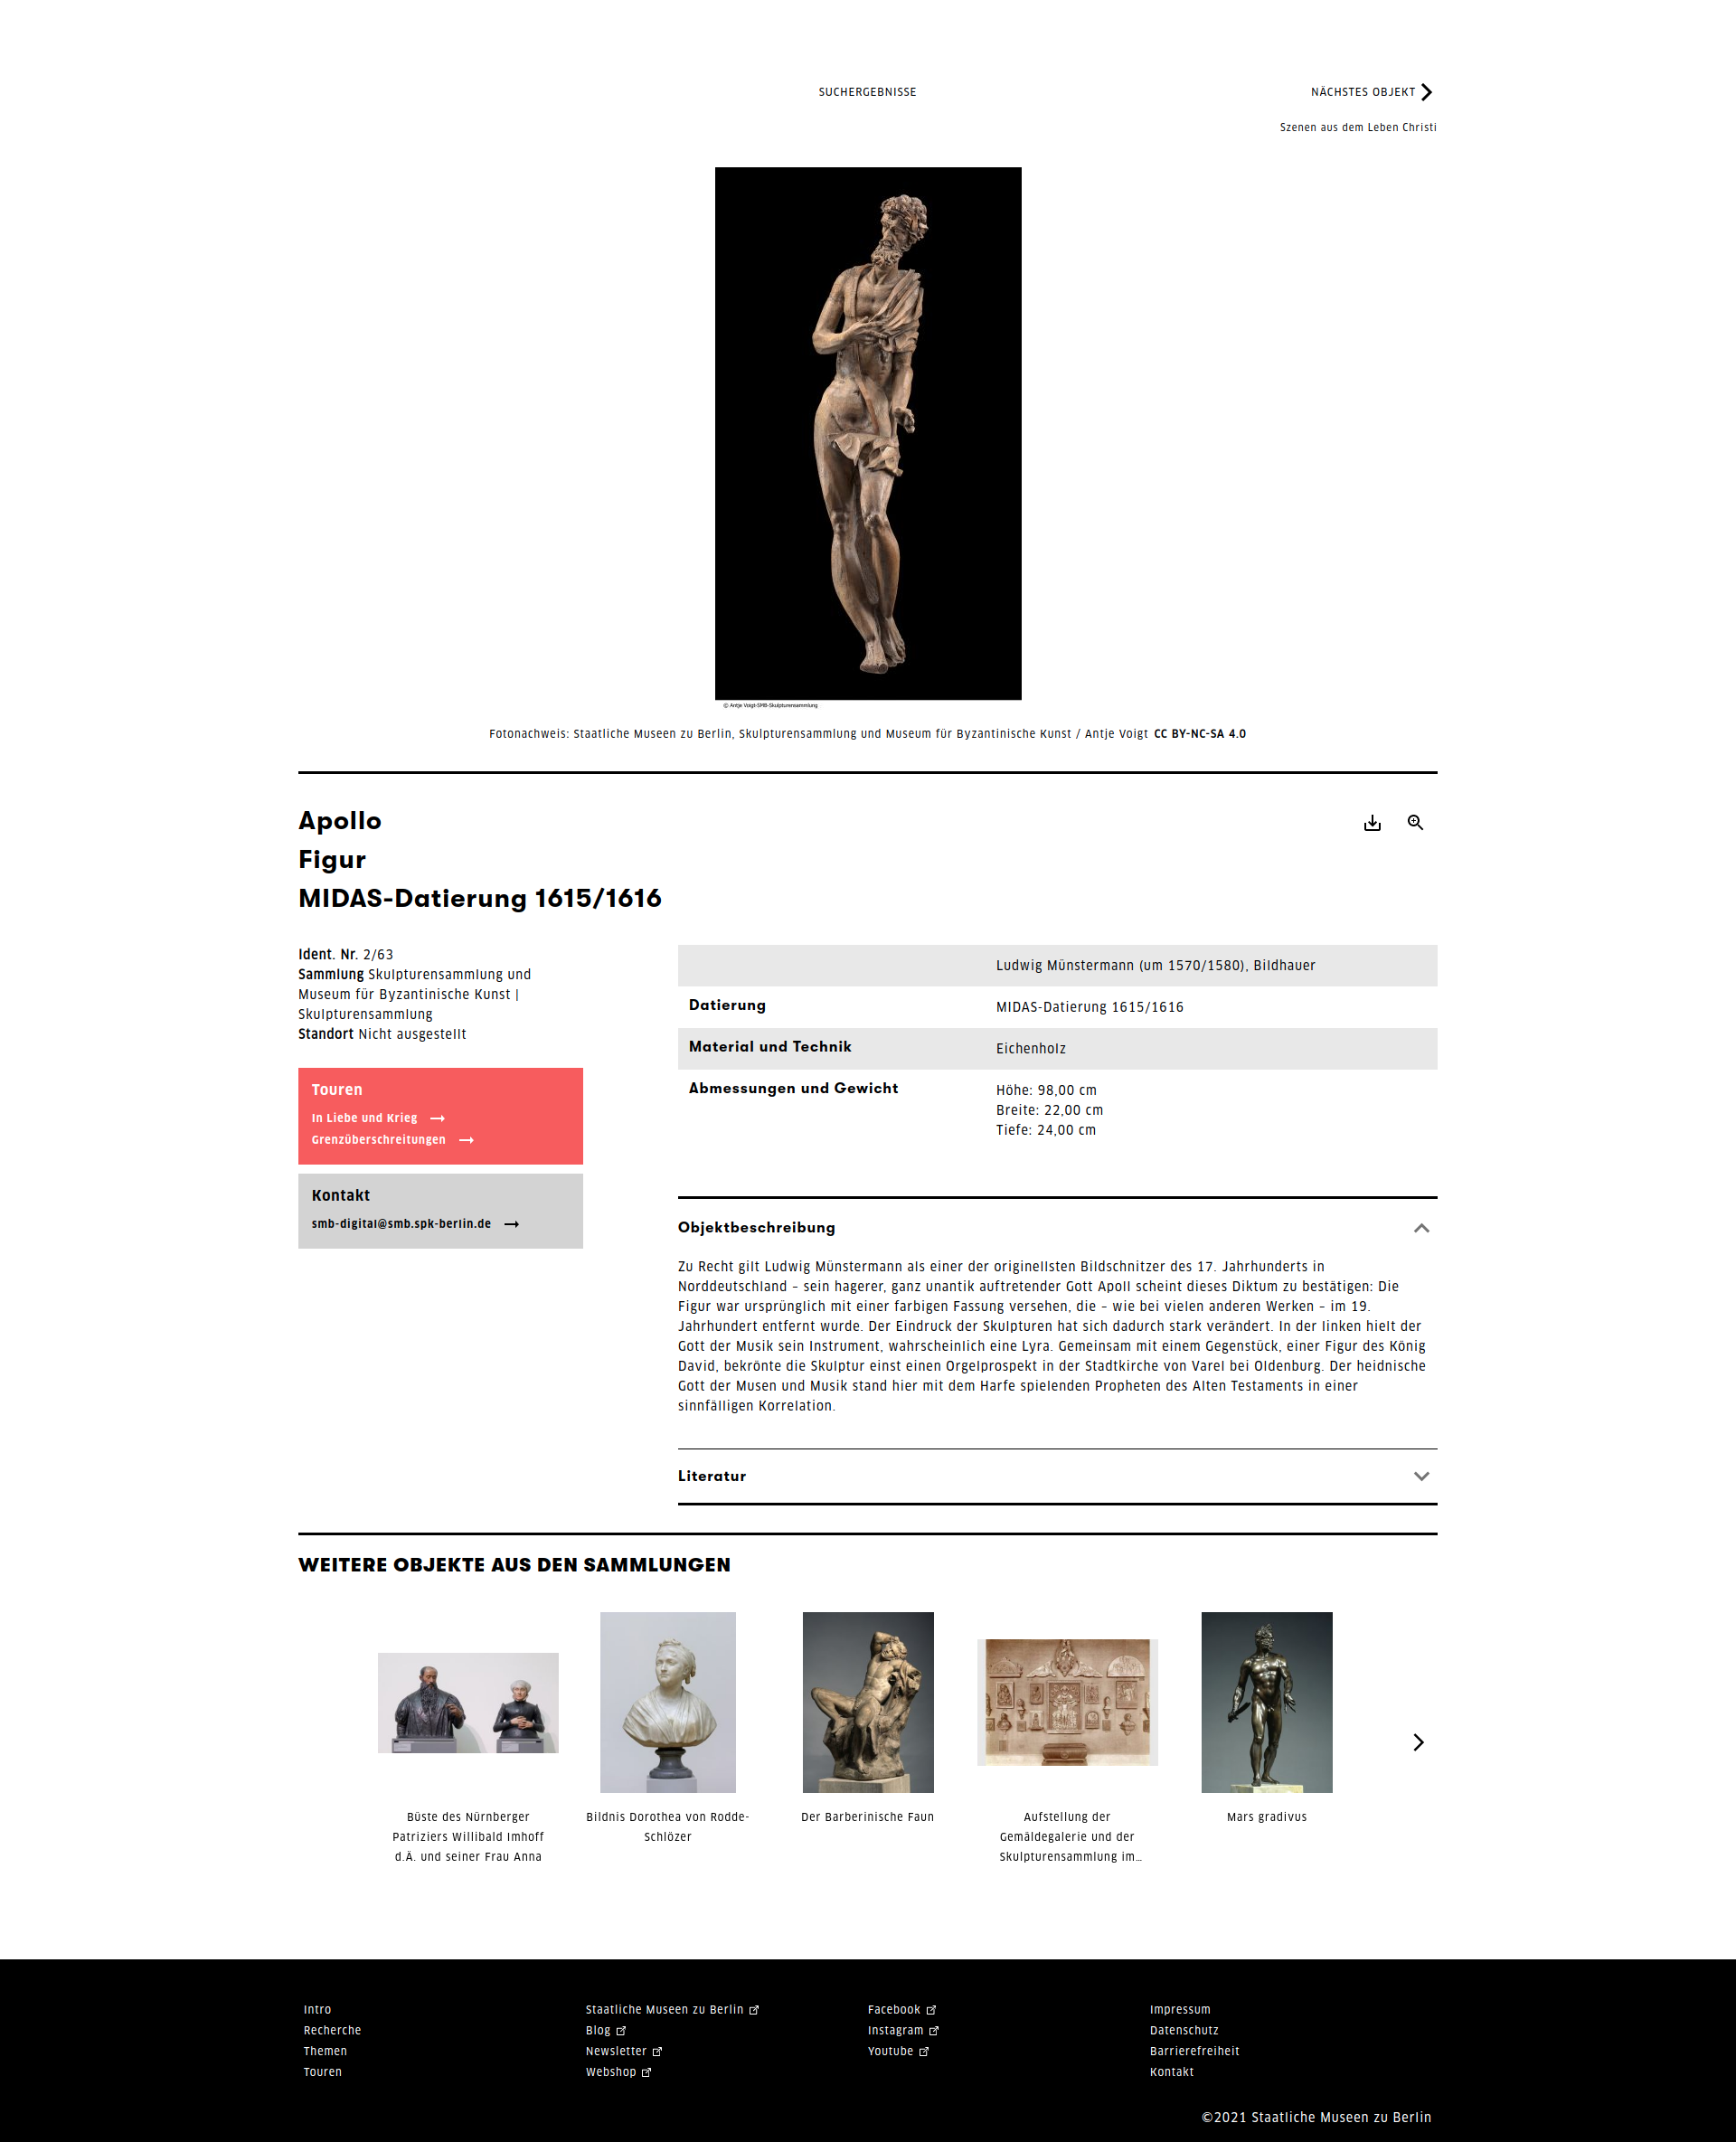 SUCHERGEBNISSE
NÄCHSTES OBJEKT
Szenen aus dem Leben Christi
© Antje Voigt-SMB-Skulpturensammlung
Fotonachweis: Staatliche Museen zu Berlin, Skulpturensammlung und Museum für Byzantinische Kunst / Antje Voigt CC BY-NC-SA 4.0
Apollo
Figur
MIDAS-Datierung 1615/1616
Ident. Nr. 2/63
Sammlung Skulpturensammlung und
Museum für Byzantinische Kunst |
Skulpturensammlung
Standort Nicht ausgestellt
Touren
In Liebe und Krieg
Grenzüberschreitungen
Kontakt
smb-digital@smb.spk-berlin.de
Ludwig Münstermann (um 1570/1580), Bildhauer
Datierung MIDAS-Datierung 1615/1616
Material und Technik Eichenholz
Abmessungen und Gewicht Höhe: 98,00 cm
Breite: 22,00 cm
Tiefe: 24,00 cm
Objektbeschreibung
Zu Recht gilt Ludwig Münstermann als einer der originellsten Bildschnitzer des 17. Jahrhunderts in
Norddeutschland – sein hagerer, ganz unantik auftretender Gott Apoll scheint dieses Diktum zu bestätigen: Die
Figur war ursprünglich mit einer farbigen Fassung versehen, die – wie bei vielen anderen Werken – im 19.
Jahrhundert entfernt wurde. Der Eindruck der Skulpturen hat sich dadurch stark verändert. In der linken hielt der
Gott der Musik sein Instrument, wahrscheinlich eine Lyra. Gemeinsam mit einem Gegenstück, einer Figur des König
David, bekrönte die Skulptur einst einen Orgelprospekt in der Stadtkirche von Varel bei Oldenburg. Der heidnische
Gott der Musen und Musik stand hier mit dem Harfe spielenden Propheten des Alten Testaments in einer
sinnfälligen Korrelation.
Literatur
WEITERE OBJEKTE AUS DEN SAMMLUNGEN
Büste des Nürnberger
Patriziers Willibald Imhoff
d.Ä. und seiner Frau Anna
Bildnis Dorothea von Rodde-
Schlözer
Der Barberinische Faun
Aufstellung der
Gemäldegalerie und der
Skulpturensammlung im…
Mars gradivus
Intro
Recherche
Themen
Touren
Staatliche Museen zu Berlin
Blog
Newsletter
Webshop
Facebook
Instagram
Youtube
Impressum
Datenschutz
Barrierefreiheit
Kontakt
©2021 Staatliche Museen zu Berlin